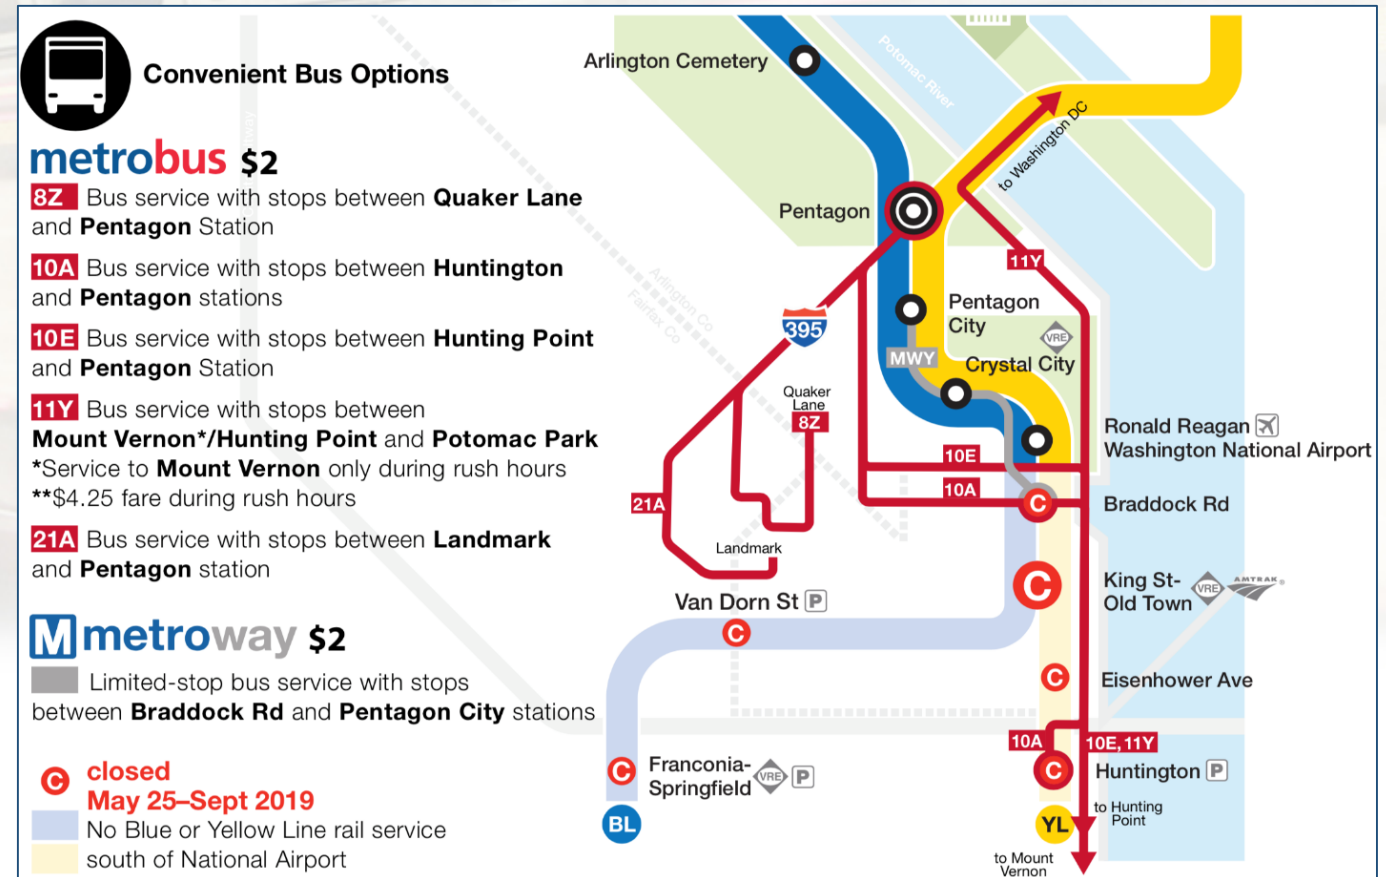 Convenient Bus Options
metrobus $2
8Z Bus service with stops between Quaker Lane
and Pentagon Station
10A Bus service with stops between Huntington
and Pentagon stations
10E Bus service with stops between Hunting Point
and Pentagon Station
11Y Bus service with stops between
Mount Vernon*/Hunting Point and Potomac Park
*Service to Mount Vernon only during rush hours
**$4.25 fare during rush hours
21A Bus service with stops between Landmark
and Pentagon station
M metroway $2
Limited-stop bus service with stops
between Braddock Rd and Pentagon City stations
C closed
May 25–Sept 2019
No Blue or Yellow Line rail service
south of National Airport
Arlington Cemetery
Potomac River
to Washington DC
Pentagon
11Y
Arlington Co
Fairfax Co
395
Pentagon
City
VRE
MWY
Crystal City
Quaker
Lane
8Z
Ronald Reagan
Washington National Airport
10E
10A
21A
C
Braddock Rd
Landmark
C
King St-
Old Town
VRE
AMTRAK
Van Dorn St P
C
C
Eisenhower Ave
10A
10E, 11Y
C
Franconia-
Springfield
VRE
P
C
Huntington P
BL
YL
to Hunting
Point
to Mount
Vernon